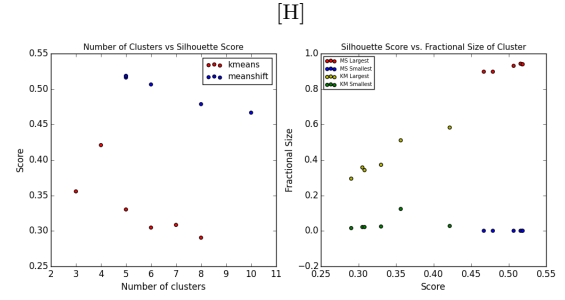 [H]
Number of Clusters vs Silhouette Score
kmeans
meanshift
Score
0.55
0.50
0.45
0.40
0.35
0.30
0.25
2 3 4 5 6 7 8 9 10 11
Number of clusters
Silhouette Score vs. Fractional Size of Cluster
MS Largest
MS Smallest
KM Largest
KM Smallest
Fractional Size
1.0
0.8
0.6
0.4
0.2
0.0
−0.2
0.25 0.30 0.35 0.40 0.45 0.50 0.55
Score